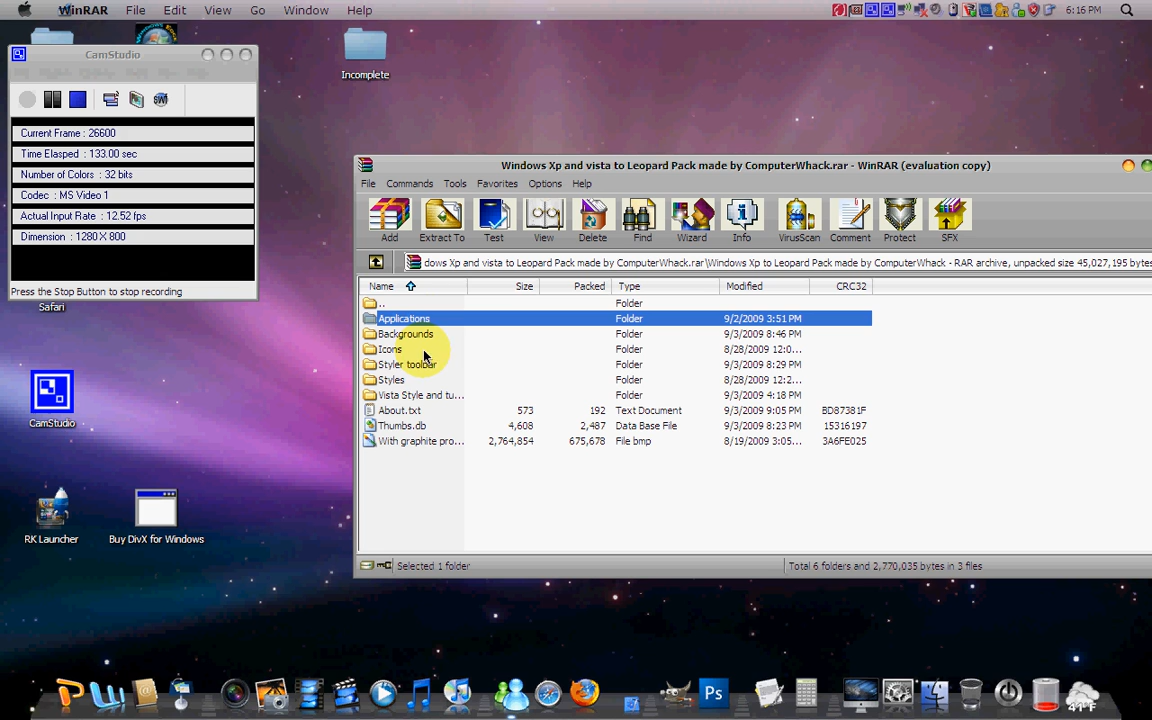 WinRAR File Edit View Go Window Help 6:16 PM
Incomplete
CamStudio
Current Frame : 26600
Time Elasped : 133.00 sec
Number of Colors : 32 bits
Codec : MS Video 1
Actual Input Rate : 12.52 fps
Dimension : 1280 X 800
Press the Stop Button to stop recording
Safari
CamStudio
RK Launcher
Buy DivX for Windows
Windows Xp and vista to Leopard Pack made by ComputerWhack.rar - WinRAR (evaluation copy)
File Commands Tools Favorites Options Help
Add Extract To Test View Delete Find Wizard Info VirusScan Comment Protect SFX
dows Xp and vista to Leopard Pack made by ComputerWhack.rar\Windows Xp to Leopard Pack made by ComputerWhack - RAR archive, unpacked size 45,027,195 bytes
Name Size Packed Type Modified CRC32
.. Folder
Applications Folder 9/2/2009 3:51 PM
Backgrounds Folder 9/3/2009 8:46 PM
Icons Folder 8/28/2009 12:0...
Styler toolbar Folder 9/3/2009 8:29 PM
Styles Folder 8/28/2009 12:2...
Vista Style and tu... Folder 9/3/2009 4:18 PM
About.txt 573 192 Text Document 9/3/2009 9:05 PM BD87381F
Thumbs.db 4,608 2,487 Data Base File 9/3/2009 8:23 PM 15316197
With graphite pro... 2,764,854 675,678 File bmp 8/19/2009 3:05... 3A6FE025
Selected 1 folder
Total 6 folders and 2,770,035 bytes in 3 files
Ps
41°F